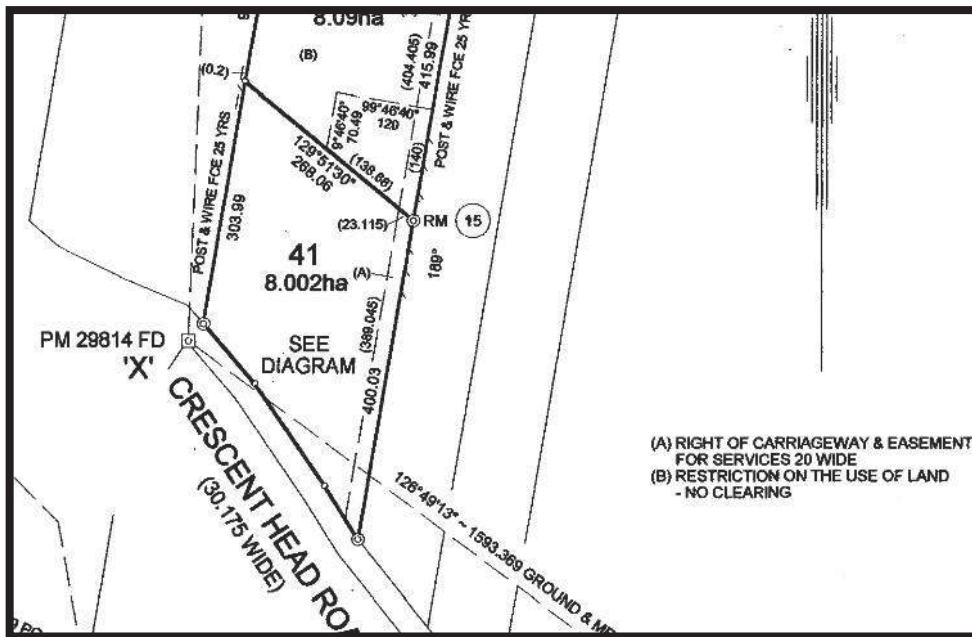 8.09ha
(B)
(0.2)
(404.405)
415.99
99°46'40"
120
9°46'40"
70.49
POST & WIRE FCE 25 YRS
129°51'30"
268.06
(138.68)
(140)
POST & WIRE FCE 25 YRS
303.99
(23.115)
RM 15
41
8.002ha
(A)
189°
PM 29814 FD
'X'
SEE
DIAGRAM
(389.045)
400.03
CRESCENT HEAD ROA
(30.175 WIDE)
126°49'13" ~ 1593.369 GROUND &
(A) RIGHT OF CARRIAGEWAY & EASEMENT
FOR SERVICES 20 WIDE
(B) RESTRICTION ON THE USE OF LAND
- NO CLEARING